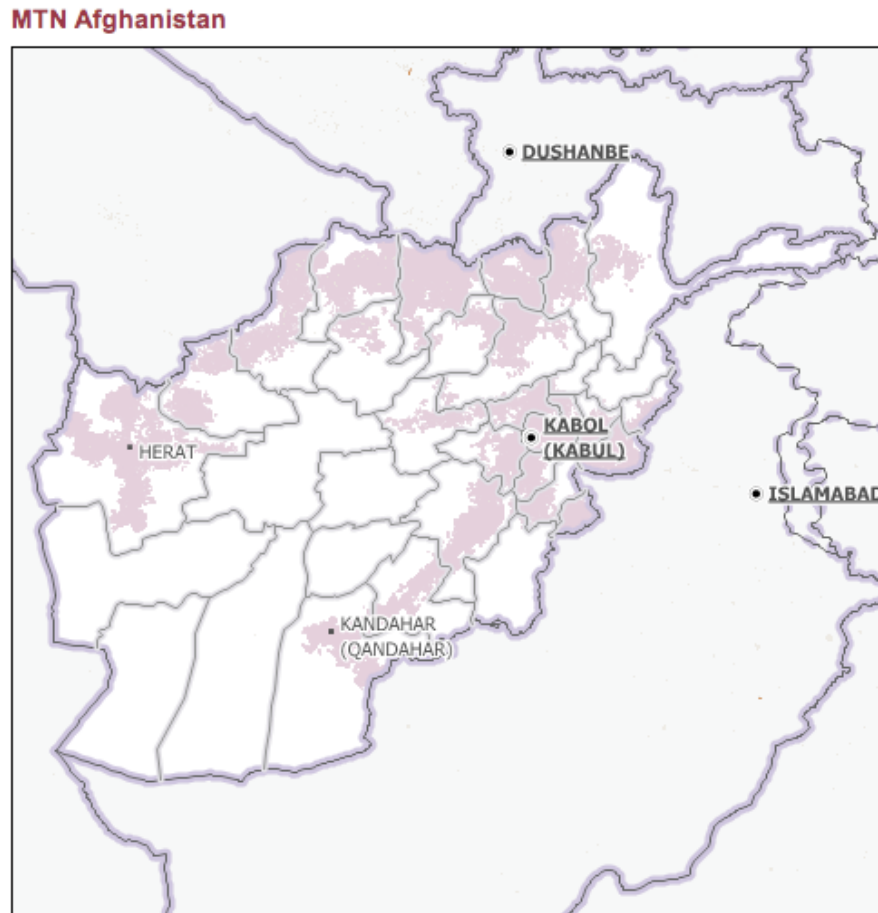 MTN Afghanistan
DUSHANBE
KABOL
(KABUL)
HERAT
ISLAMABAD
KANDAHAR
(QANDAHAR)